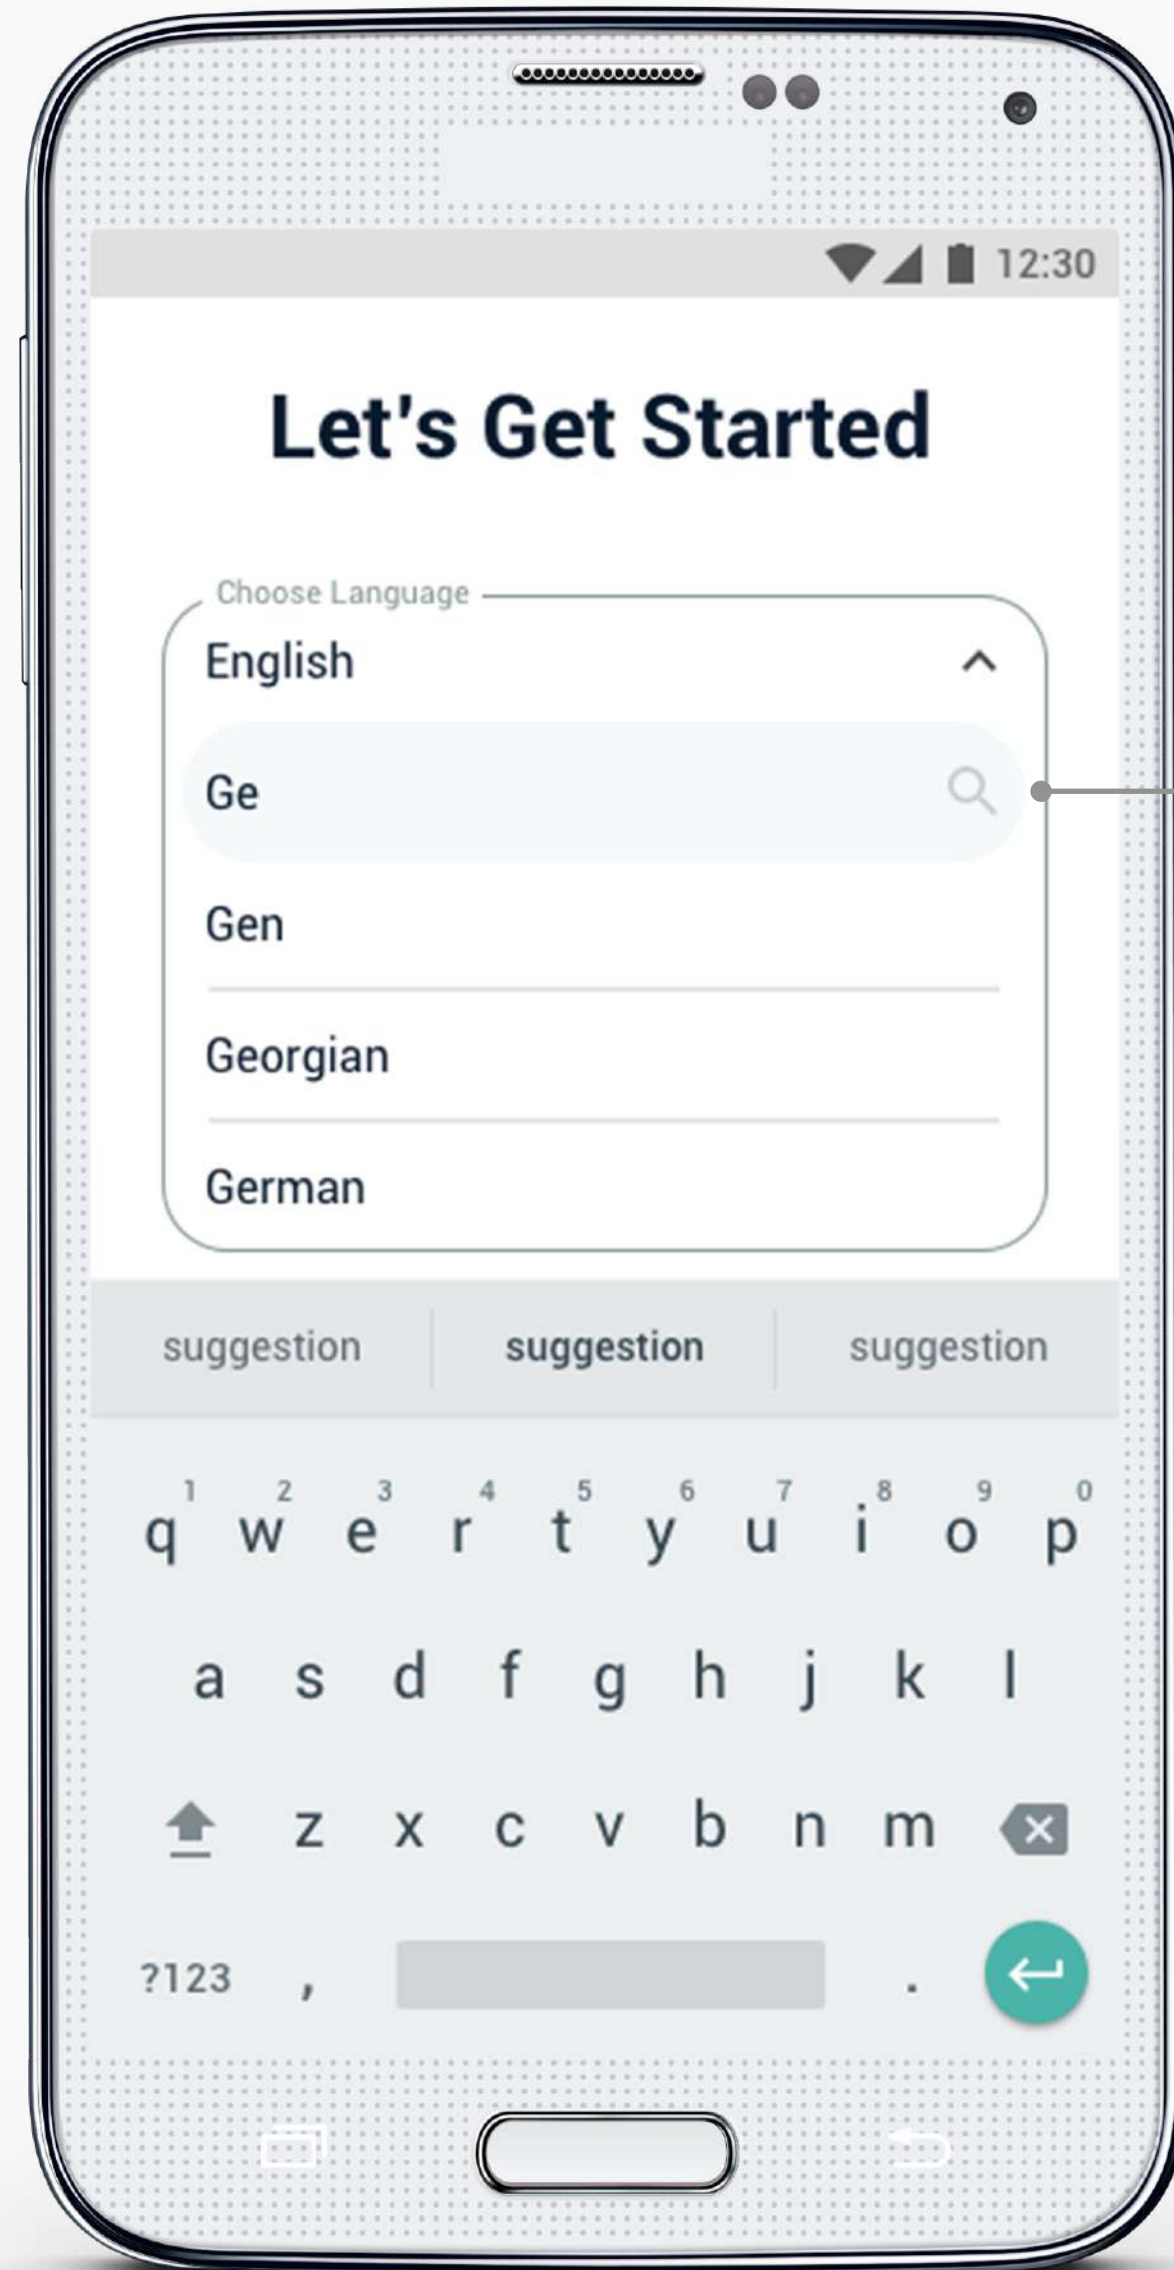 12:30
Let's Get Started
Choose Language
English
Ge
Gen
Georgian
German
suggestion suggestion suggestion
1 2 3 4 5 6 7 8 9 0
q w e r t y u i o p
a s d f g h j k l
z x c v b n m
?123 , .